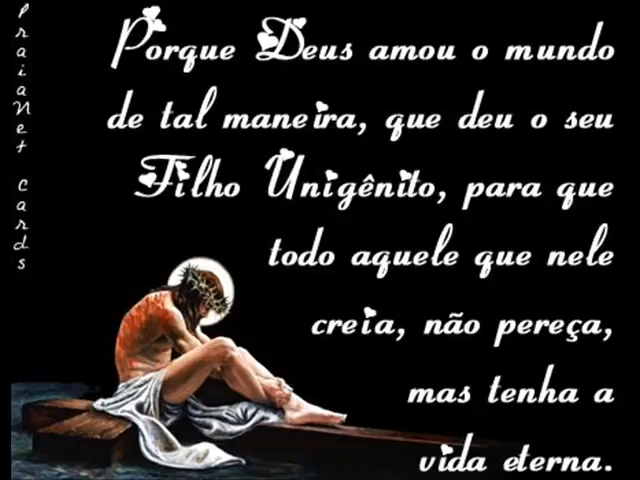 PraiaNet cards
Porque Deus amou o mundo
de tal maneira, que deu o seu
Filho Unigênito, para que
todo aquele que nele
creia, não pereça,
mas tenha a
vida eterna.